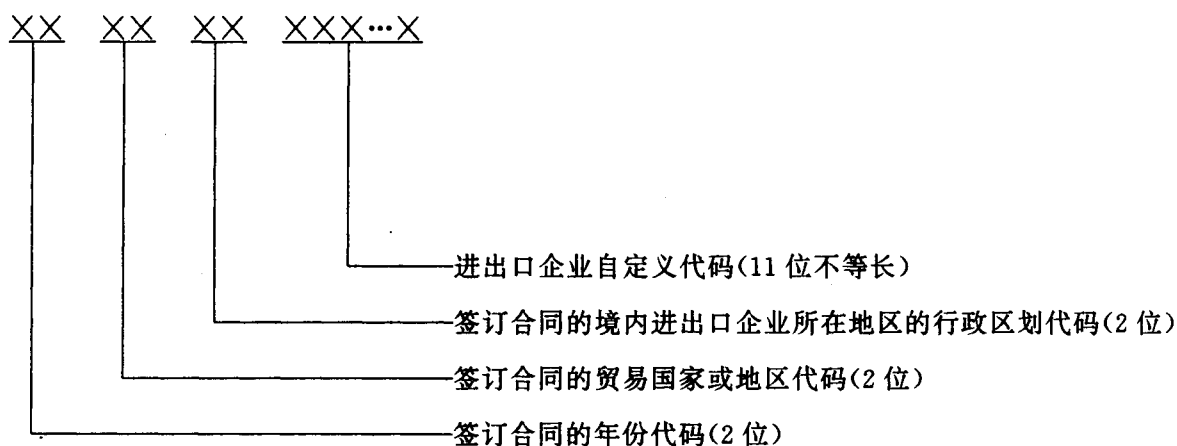 XX XX XX XXX…X
进出口企业自定义代码(11位不等长)
签订合同的境内进出口企业所在地区的行政区划代码(2位)
签订合同的贸易国家或地区代码(2位)
签订合同的年份代码(2位)